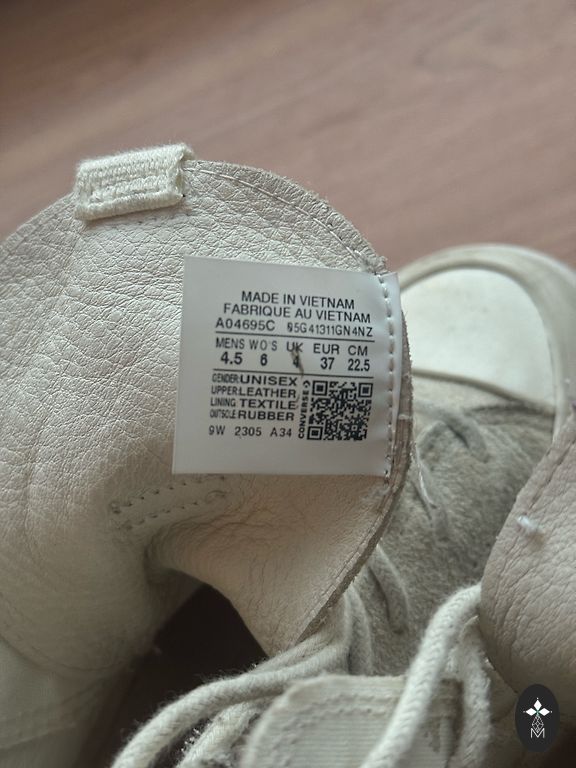 MADE IN VIETNAM
FABRIQUE AU VIETNAM
A04695C 05G41311GN4NZ
MENS WO'S UK EUR CM
4.5 6 4 37 22.5
GENDER UNISEX
UPPER LEATHER
LINING TEXTILE
OUTSOLE RUBBER
CONVERSE
9W 2305 A34
M